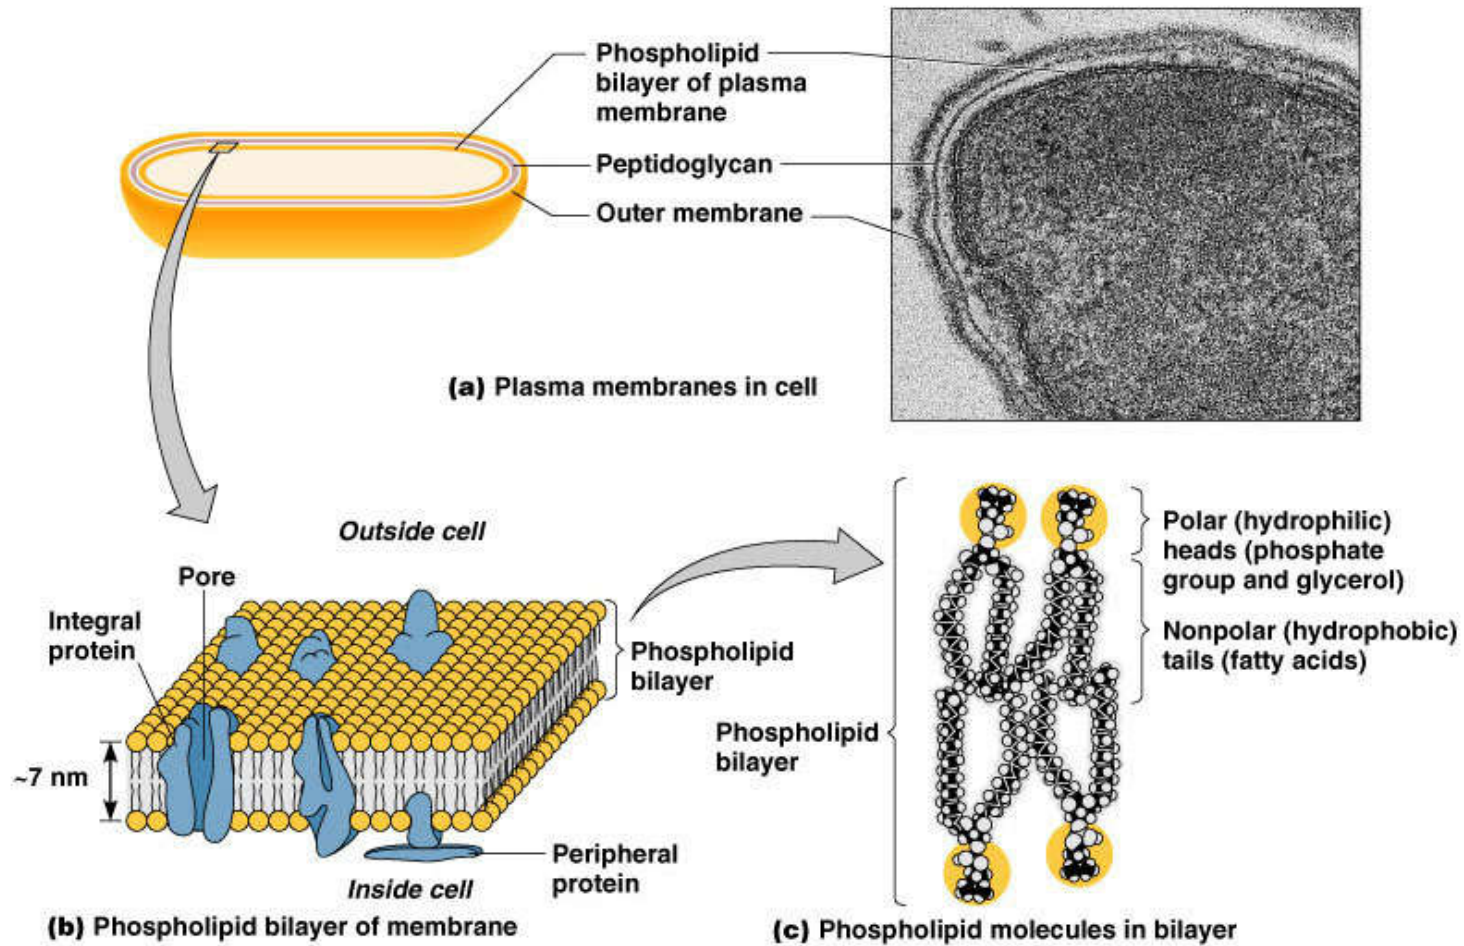 Phospholipid
bilayer of plasma
membrane
Peptidoglycan
Outer membrane
(a) Plasma membranes in cell
Outside cell
Pore
Integral
protein
Phospholipid
bilayer
~7 nm
Peripheral
protein
Inside cell
(b) Phospholipid bilayer of membrane
Polar (hydrophilic)
heads (phosphate
group and glycerol)
Nonpolar (hydrophobic)
tails (fatty acids)
Phospholipid
bilayer
(c) Phospholipid molecules in bilayer